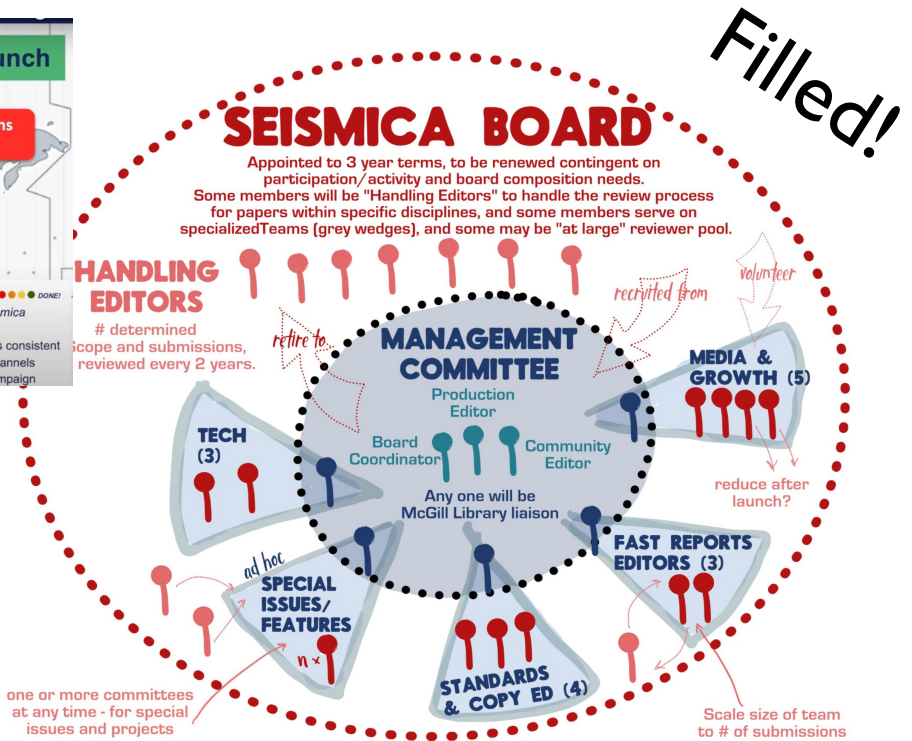 Filled!
unch
ns
DONE!
mica
s consistent
annels
mpaign
SEISMICA BOARD
Appointed to 3 year terms, to be renewed contingent on
participation/activity and board composition needs.
Some members will be "Handling Editors" to handle the review process
for papers within specific disciplines, and some members serve on
specializedTeams (grey wedges), and some may be "at large" reviewer pool.
HANDLING
EDITORS
# determined
scope and submissions,
reviewed every 2 years.
retire to
recruited from
volunteer
MANAGEMENT
COMMITTEE
Production
Editor
Board
Coordinator
Community
Editor
Any one will be
McGill Library liaison
MEDIA &
GROWTH (5)
reduce after
launch?
TECH
(3)
ad hoc
SPECIAL
ISSUES/
FEATURES
n x
one or more committees
at any time - for special
issues and projects
STANDARDS
& COPY ED (4)
FAST REPORTS
EDITORS (3)
Scale size of team
to # of submissions